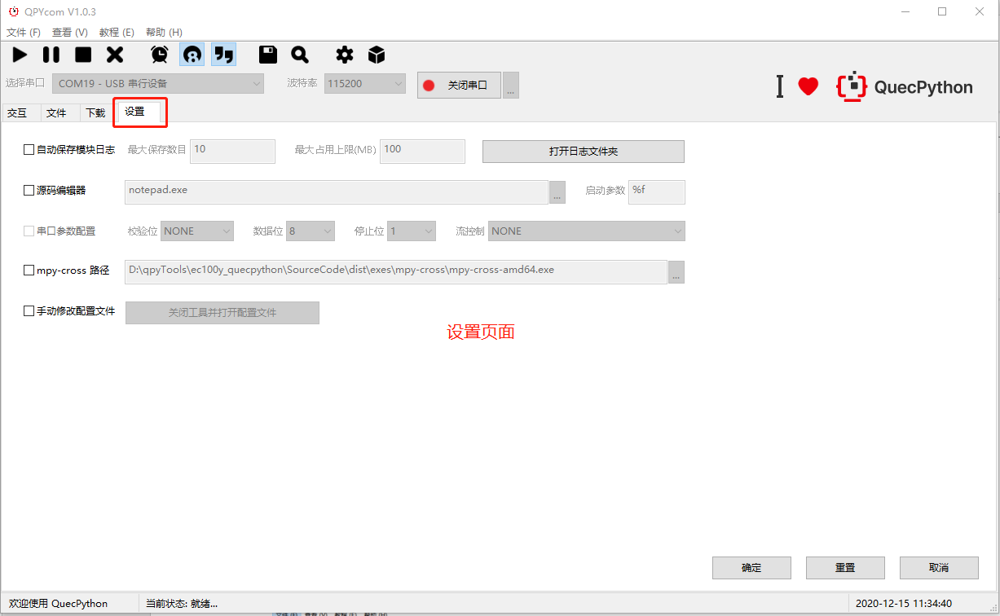 QPYcom V1.0.3
文件 (F) 查看 (V) 教程 (E) 帮助 (H)
选择串口 COM19 - USB 串行设备 波特率 115200 关闭串口 ...
I QuecPython
交互 文件 下载 设置
自动保存模块日志 最大保存数目 10 最大占用上限(MB) 100 打开日志文件夹
源码编辑器 notepad.exe ... 启动参数 %f
串口参数配置 校验位 NONE 数据位 8 停止位 1 流控制 NONE
mpy-cross 路径 D:\qpyTools\ec100y_quecpython\SourceCode\dist\exes\mpy-cross\mpy-cross-amd64.exe ...
手动修改配置文件 关闭工具并打开配置文件
设置页面
确定 重置 取消
欢迎使用 QuecPython 当前状态: 就绪... 2020-12-15 11:34:40